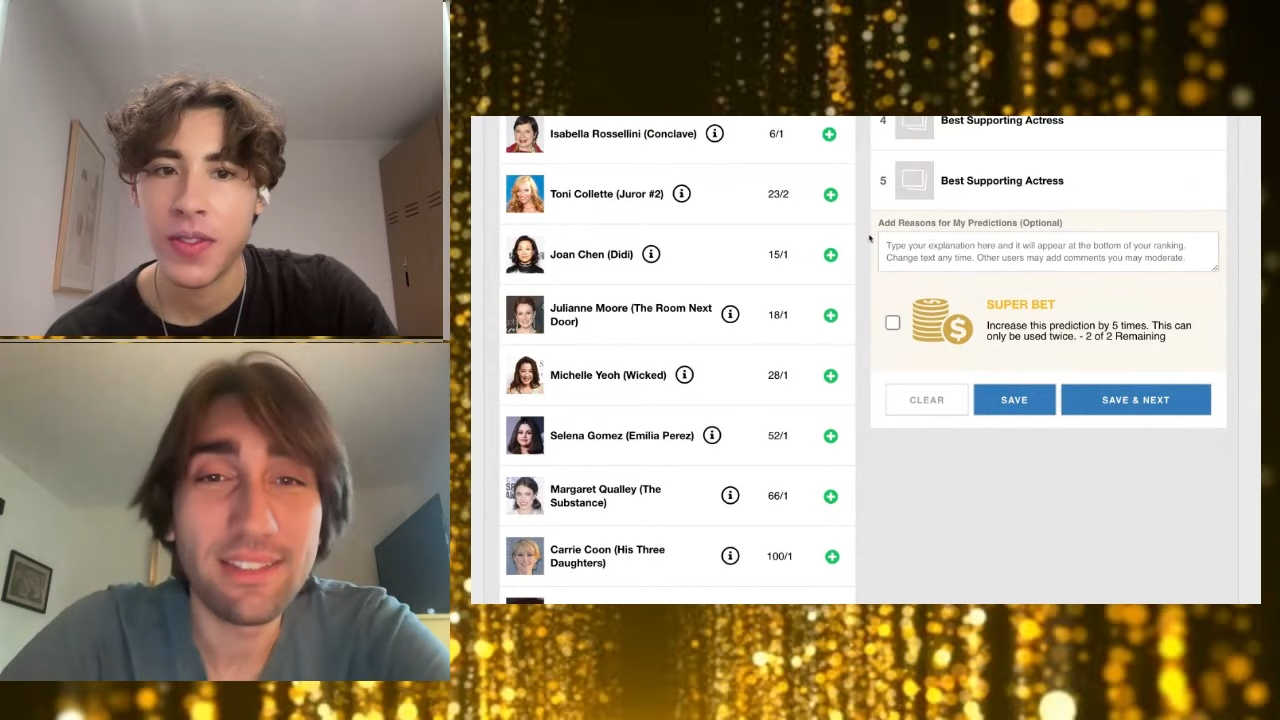 Isabella Rossellini (Conclave)
6/1
Toni Collette (Juror #2)
23/2
Joan Chen (Didi)
15/1
Julianne Moore (The Room Next
Door)
18/1
Michelle Yeoh (Wicked)
28/1
Selena Gomez (Emilia Perez)
52/1
Margaret Qualley (The
Substance)
66/1
Carrie Coon (His Three
Daughters)
100/1
4 Best Supporting Actress
5 Best Supporting Actress
Add Reasons for My Predictions (Optional)
Type your explanation here and it will appear at the bottom of your ranking.
Change text any time. Other users may add comments you may moderate.
SUPER BET
Increase this prediction by 5 times. This can
only be used twice. - 2 of 2 Remaining
CLEAR
SAVE
SAVE & NEXT